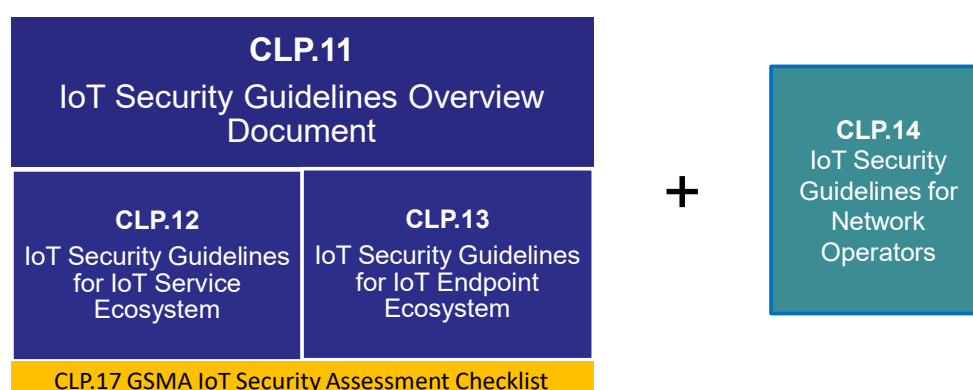 CLP.11
IoT Security Guidelines Overview
Document
CLP.12
IoT Security Guidelines
for IoT Service
Ecosystem
CLP.13
IoT Security Guidelines
for IoT Endpoint
Ecosystem
CLP.17 GSMA IoT Security Assessment Checklist
+
CLP.14
IoT Security
Guidelines for
Network
Operators